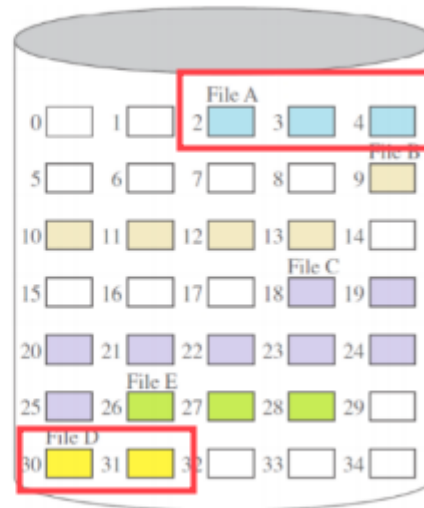 File A
0 1 2 3 4
File B
5 6 7 8 9
10 11 12 13 14
File C
15 16 17 18 19
20 21 22 23 24
File E
25 26 27 28 29
File D
30 31 32 33 34